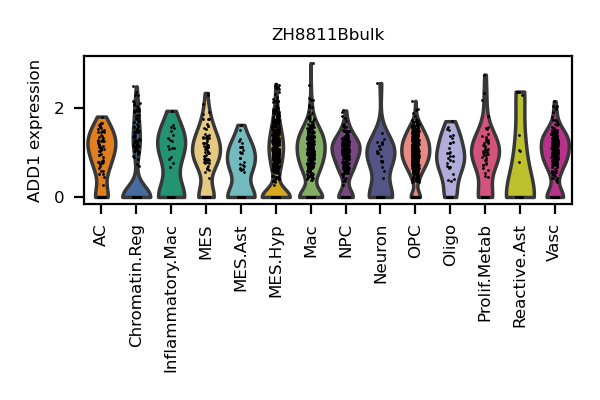 ZH8811Bbulk
ADD1 expression
2
0
AC
Chromatin.Reg
Inflammatory.Mac
MES
MES.Ast
MES.Hyp
Mac
NPC
Neuron
OPC
Oligo
Prolif.Metab
Reactive.Ast
Vasc